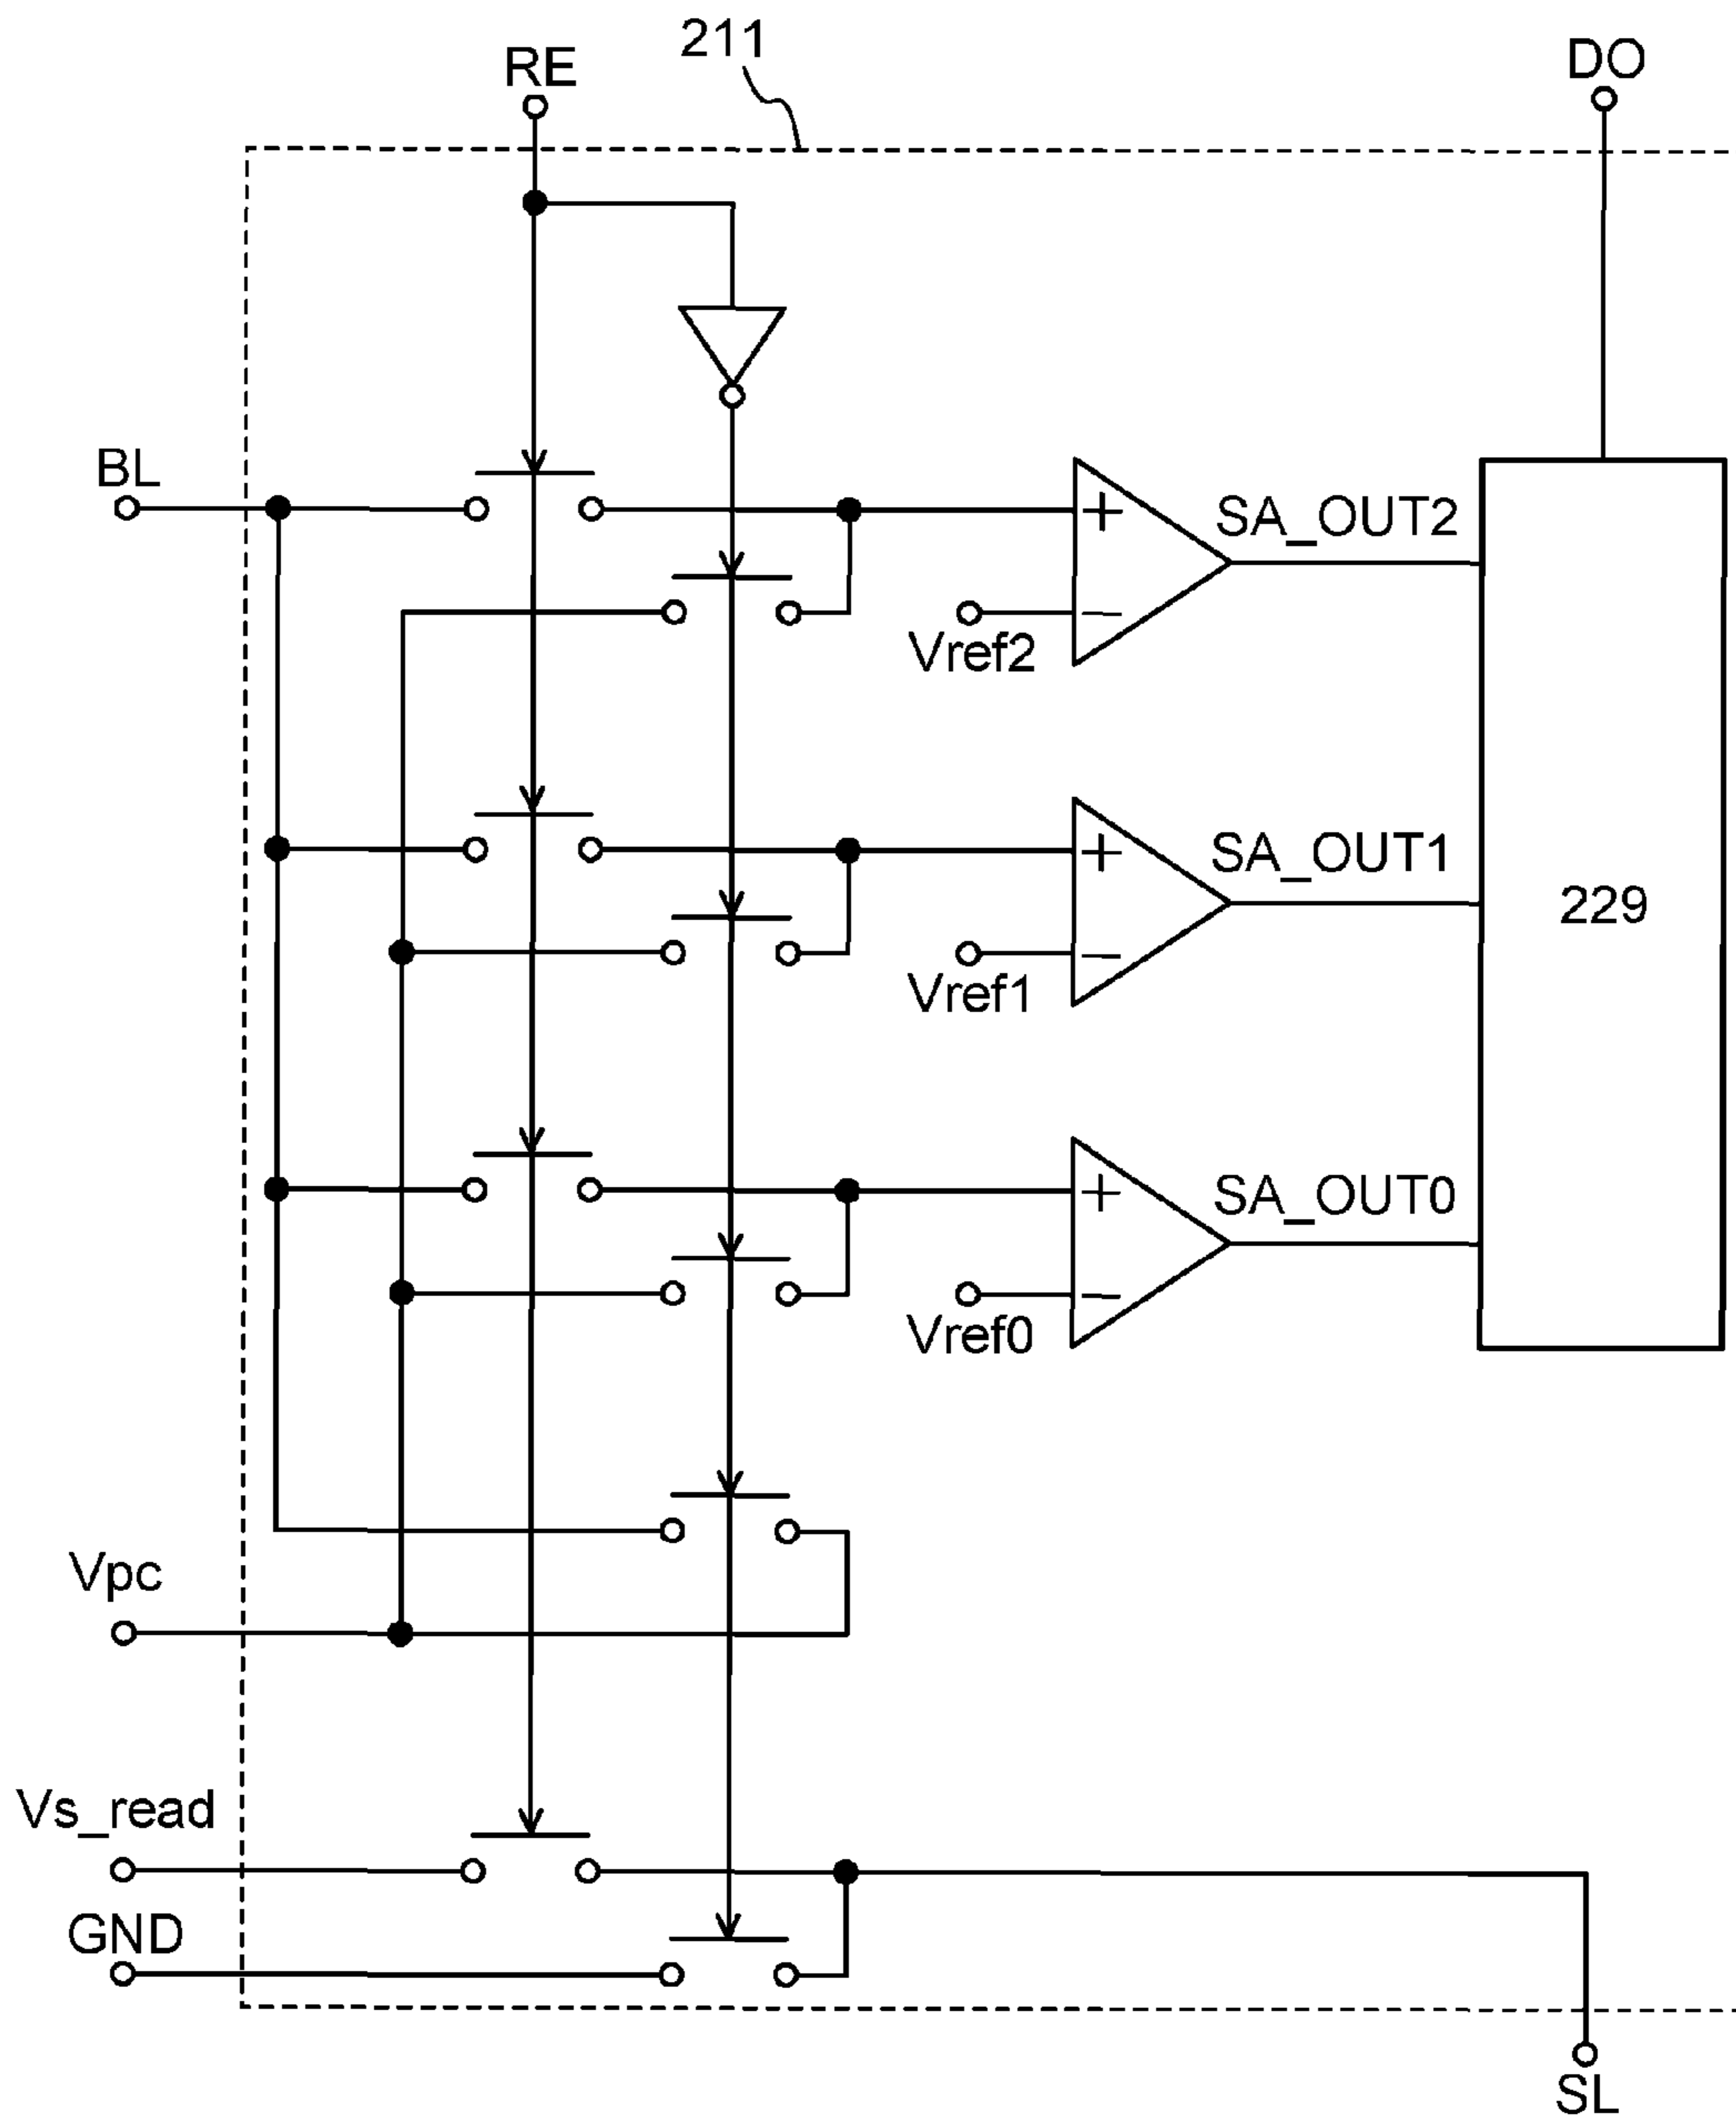 211
RE
DO
BL
+
SA_OUT2
−
Vref2
+
SA_OUT1
229
−
Vref1
+
SA_OUT0
−
Vref0
Vpc
Vs_read
GND
SL